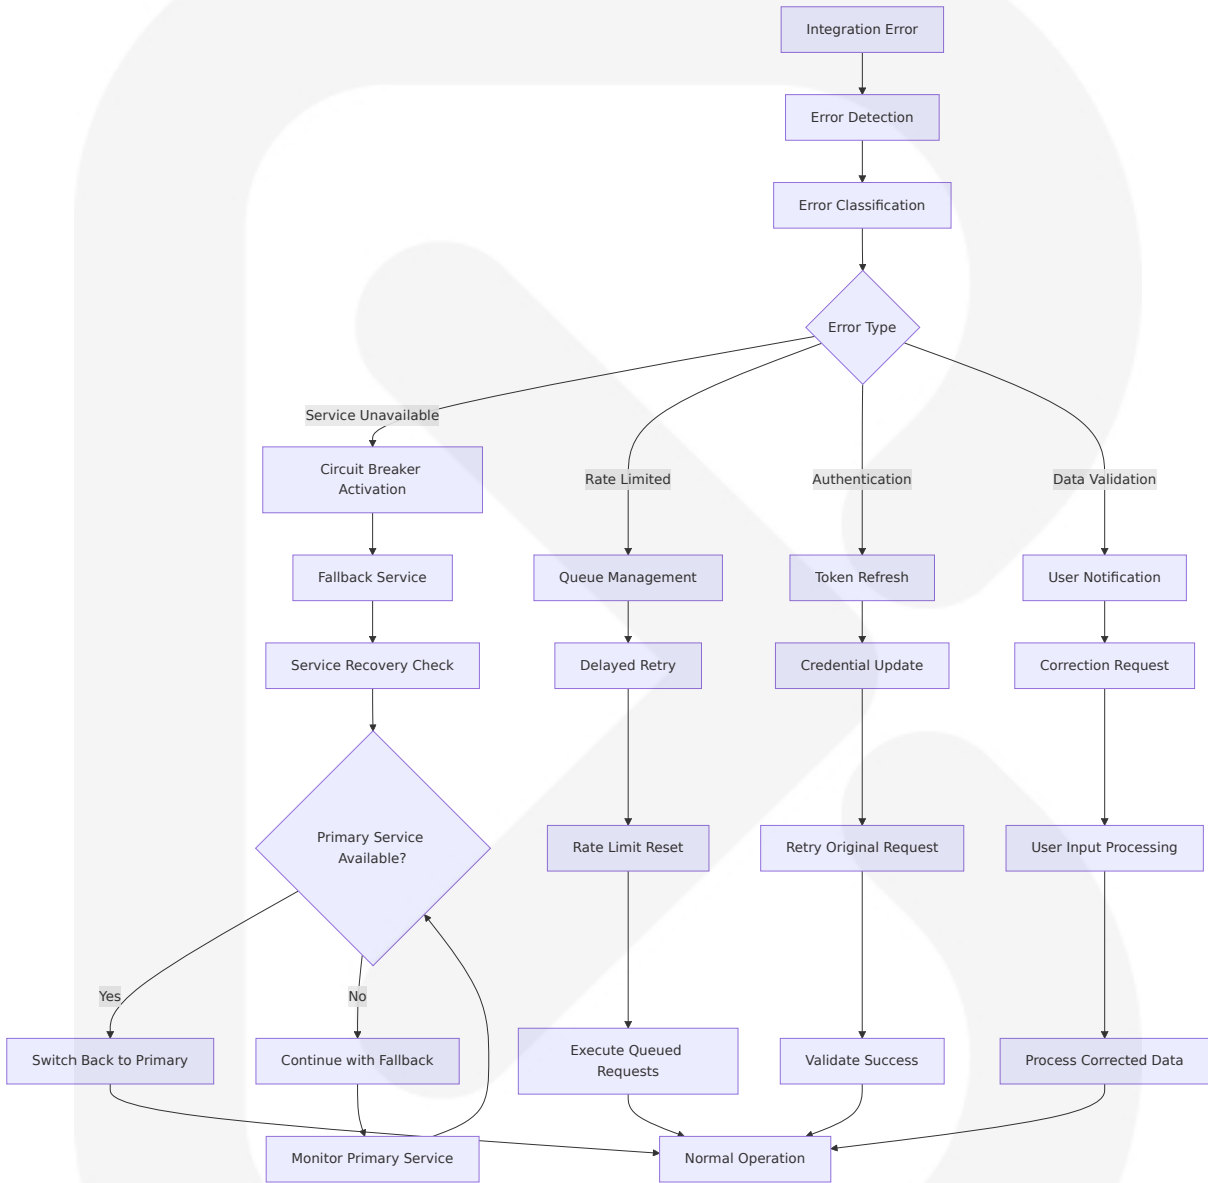 Integration Error
Error Detection
Error Classification
Error Type
Service Unavailable
Rate Limited
Authentication
Data Validation
Circuit Breaker
Activation
Fallback Service
Queue Management
Token Refresh
User Notification
Service Recovery Check
Delayed Retry
Credential Update
Correction Request
Primary Service
Available?
Rate Limit Reset
Retry Original Request
User Input Processing
Yes
No
Switch Back to Primary
Continue with Fallback
Execute Queued
Requests
Validate Success
Process Corrected Data
Monitor Primary Service
Normal Operation